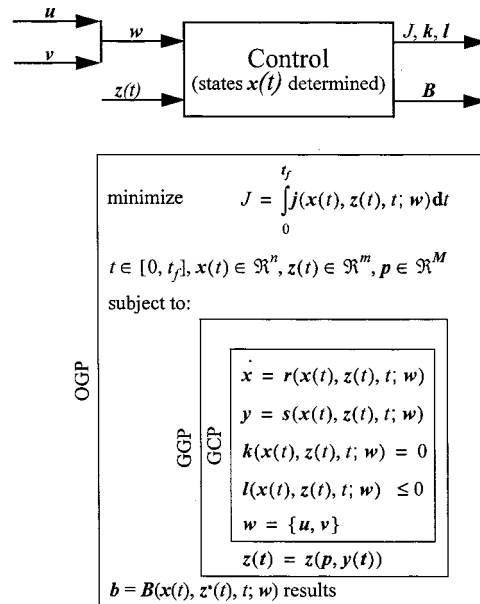 u
w
v
z(t)
Control
(states x(t) determined)
J, k, l
B
minimize J = ∫₀^{t_f} j(x(t), z(t), t; w)dt
t ∈ [0, t_f], x(t) ∈ ℜⁿ, z(t) ∈ ℜᵐ, p ∈ ℜᴹ
subject to:
OGP
GGP
GCP
ẋ = r(x(t), z(t), t; w)
y = s(x(t), z(t), t; w)
k(x(t), z(t), t; w) = 0
l(x(t), z(t), t; w) ≤ 0
w = {u, v}
z(t) = z(p, y(t))
b = B(x(t), z*(t), t; w) results